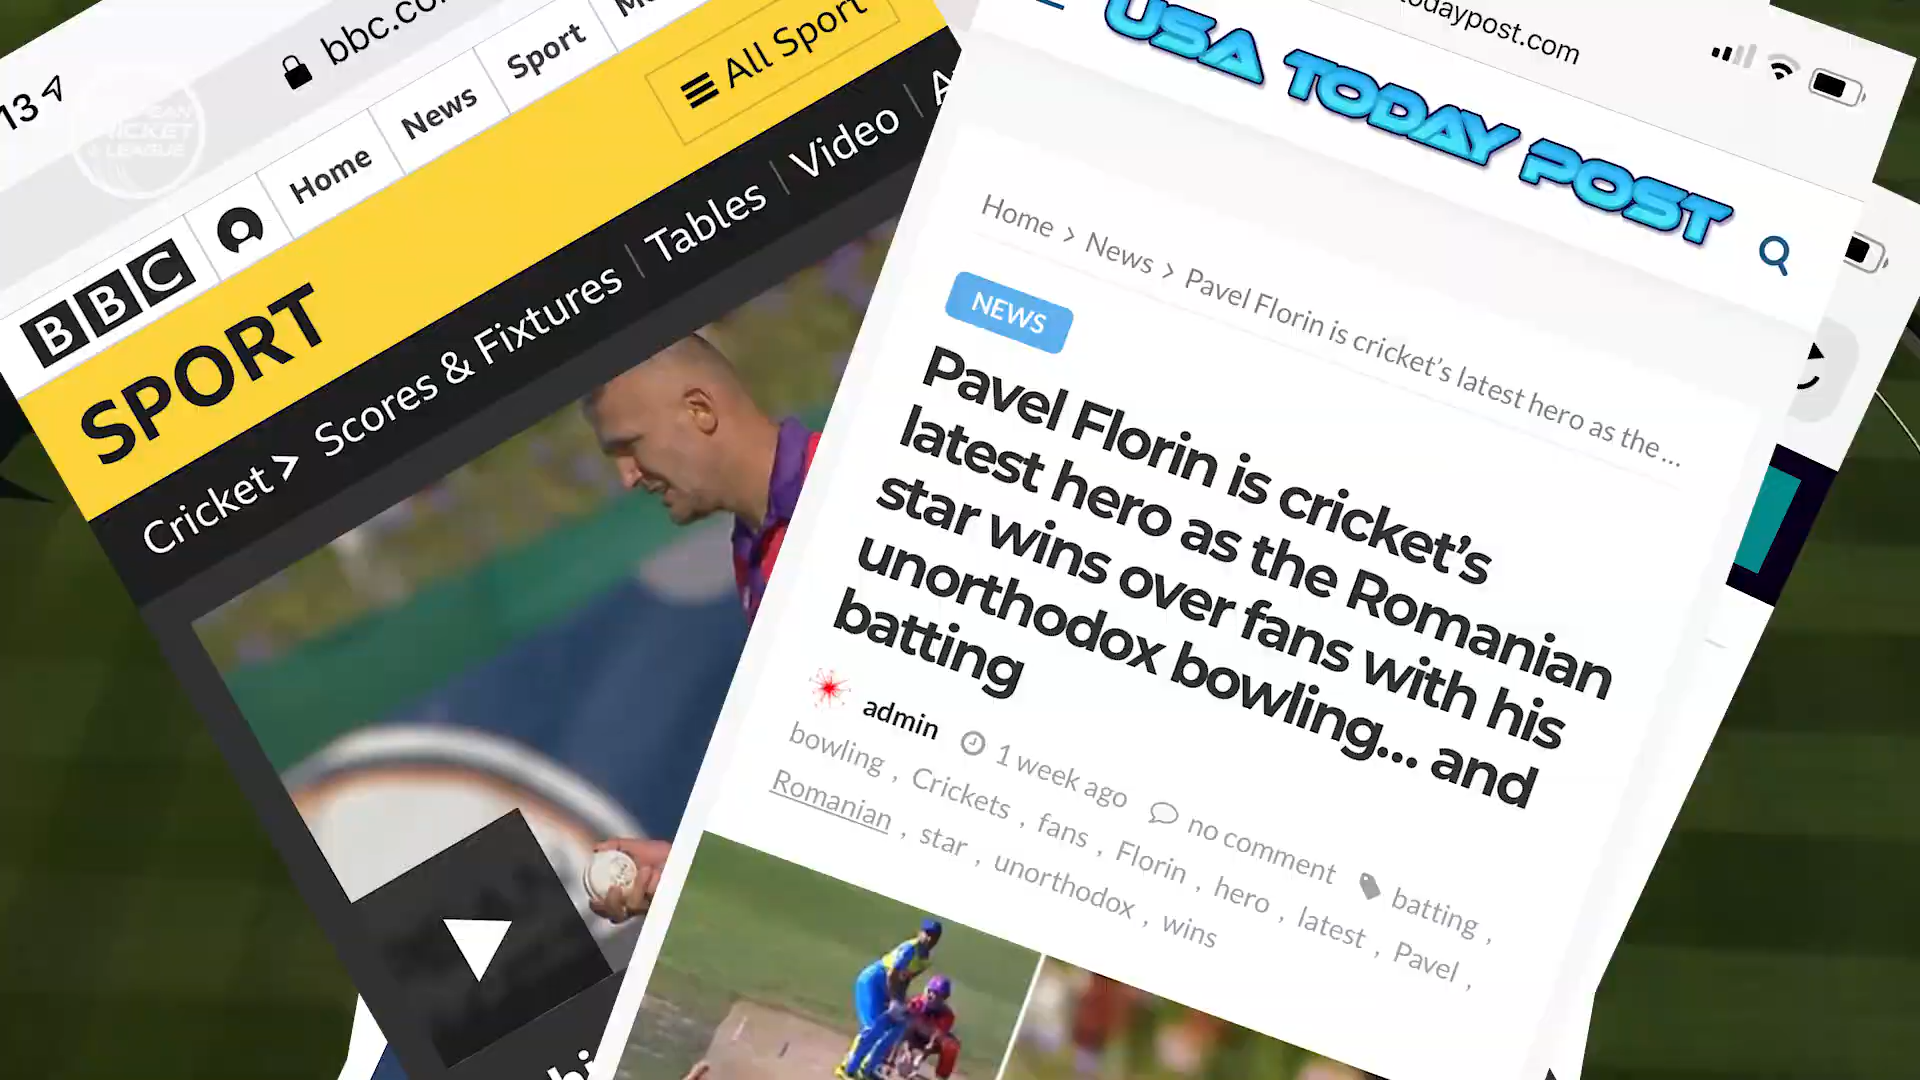 13
bbc.co
BBC
Home
News
Sport
SPORT
All Sport
Cricket
Scores & Fixtures
Tables
Video
CRICKET
LEAGUE
todaypost.com
USA TODAY POST
Home > News > Pavel Florin is cricket’s latest hero as the...
NEWS
Pavel Florin is cricket’s
latest hero as the Romanian
star wins over fans with his
unorthodox bowling... and
batting
admin 1 week ago no comment batting ,
bowling , Crickets , fans , Florin , hero , latest , Pavel ,
Romanian , star , unorthodox , wins